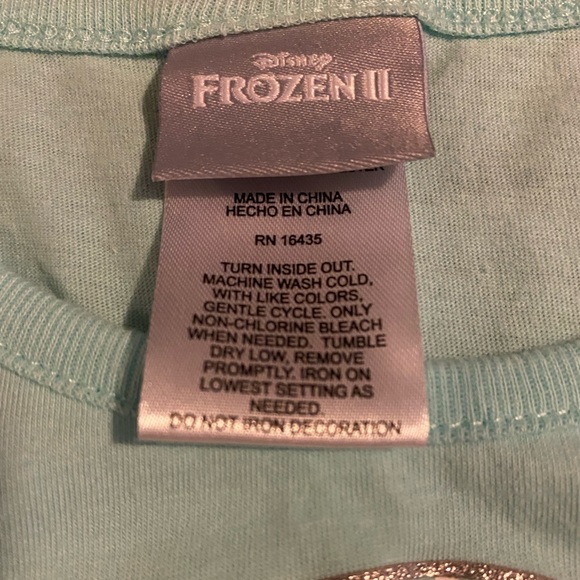 Disney
FROZEN II
MADE IN CHINA
HECHO EN CHINA
RN 16435
TURN INSIDE OUT.
MACHINE WASH COLD,
WITH LIKE COLORS,
GENTLE CYCLE. ONLY
NON-CHLORINE BLEACH
WHEN NEEDED. TUMBLE
DRY LOW, REMOVE
PROMPTLY. IRON ON
LOWEST SETTING AS
NEEDED.
DO NOT IRON DECORATION